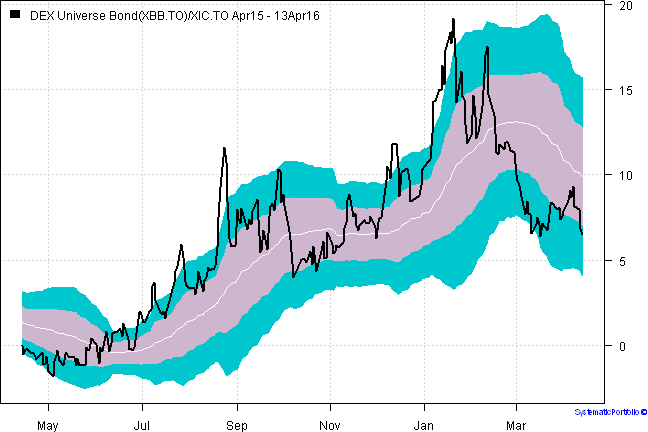 DEX Universe Bond(XBB.TO)/XIC.TO Apr15 - 13Apr16
20
15
10
5
0
May Jul Sep Nov Jan Mar
SystematicPortfolio ©